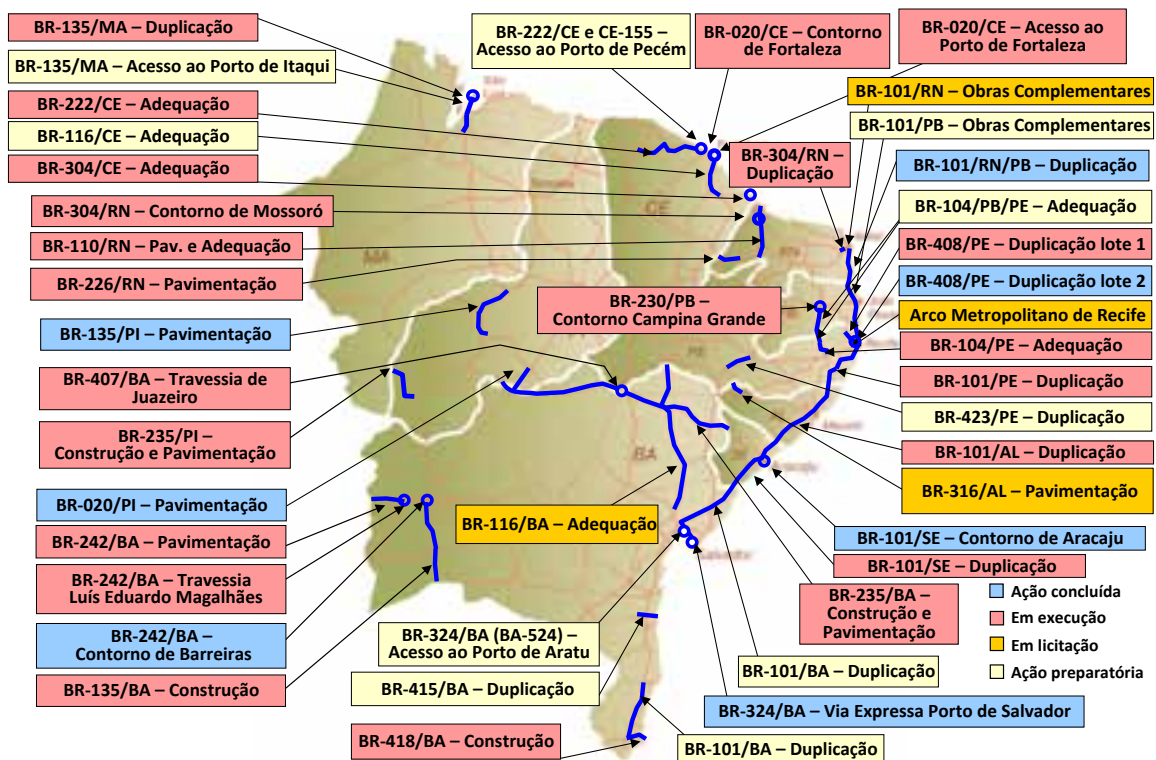 BR-135/MA – Duplicação
BR-135/MA – Acesso ao Porto de Itaqui
BR-222/CE – Adequação
BR-116/CE – Adequação
BR-304/CE – Adequação
BR-304/RN – Contorno de Mossoró
BR-110/RN – Pav. e Adequação
BR-226/RN – Pavimentação
BR-135/PI – Pavimentação
BR-407/BA – Travessia de
Juazeiro
BR-235/PI –
Construção e Pavimentação
BR-020/PI – Pavimentação
BR-242/BA – Pavimentação
BR-242/BA – Travessia
Luís Eduardo Magalhães
BR-242/BA –
Contorno de Barreiras
BR-135/BA – Construção
BR-222/CE e CE-155 –
Acesso ao Porto de Pecém
BR-020/CE – Contorno
de Fortaleza
BR-020/CE – Acesso ao
Porto de Fortaleza
BR-101/RN – Obras Complementares
BR-101/PB – Obras Complementares
BR-304/RN –
Duplicação
BR-101/RN/PB – Duplicação
BR-104/PB/PE – Adequação
BR-408/PE – Duplicação lote 1
BR-408/PE – Duplicação lote 2
Arco Metropolitano de Recife
BR-104/PE – Adequação
BR-101/PE – Duplicação
BR-423/PE – Duplicação
BR-101/AL – Duplicação
BR-316/AL – Pavimentação
BR-230/PB –
Contorno Campina Grande
MA
CE
RN
PE
BA
SE
Maceió
Aracaju
Salvador
BR-116/BA – Adequação
BR-101/SE – Contorno de Aracaju
BR-101/SE – Duplicação
BR-235/BA –
Construção e
Pavimentação
BR-324/BA (BA-524) –
Acesso ao Porto de Aratu
BR-101/BA – Duplicação
BR-415/BA – Duplicação
BR-324/BA – Via Expressa Porto de Salvador
BR-418/BA – Construção
BR-101/BA – Duplicação
Ação concluída
Em execução
Em licitação
Ação preparatória